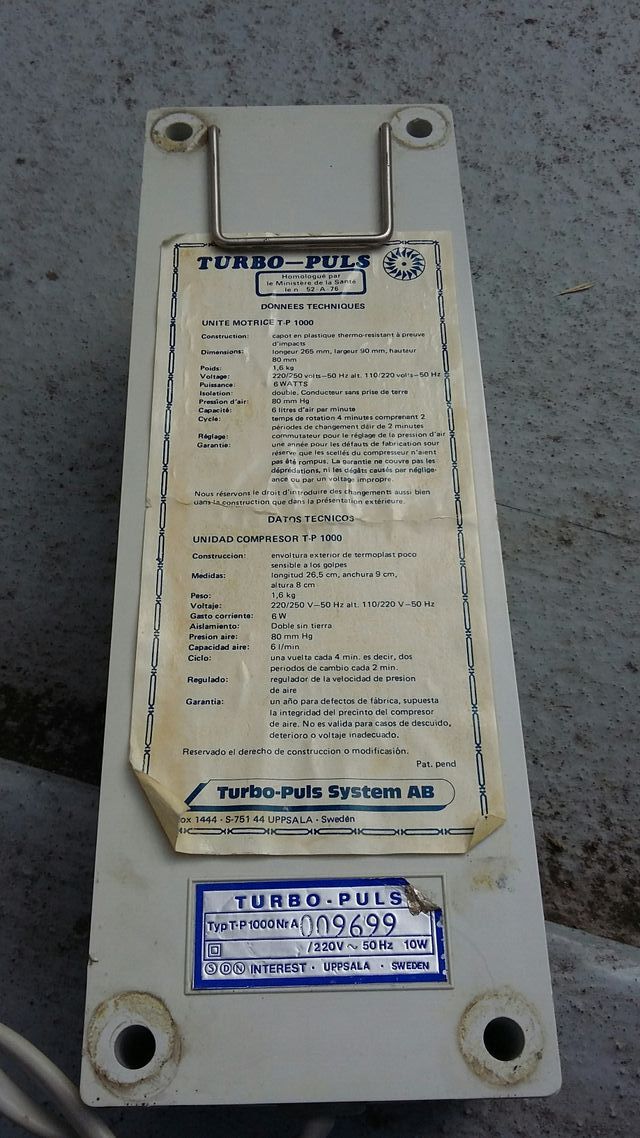 TURBO–PULS
Homologué par
le Ministère de la Santé
le n 52-A-76
DONNEES TECHNIQUES
UNITE MOTRICE T-P 1000
Construction: capot en plastique thermo-resistant à preuve
d'impacts
Dimensions: longeur 265 mm, largeur 90 mm, hauteur
80 mm
Poids: 1,6 kg
Voltage: 220/250 volts–50 Hz alt. 110/220 volts–50 Hz
Puissance: 6 WATTS
Isolation: double. Conducteur sans prise de terre
Pression d'air: 80 mm Hg
Capacité: 6 litres d'air par minute
Cycle: temps de rotation 4 minutes comprenant 2
périodes de changement d'air de 2 minutes
Réglage: commutateur pour le réglage de la pression d'air
Garantie: une année pour les défauts de fabrication sour
réserve que les scellés du compresseur n'aient
pas été rompus. La garantie ne couvre pas les
déprédations, ni les dégâts causés par néglige-
ance ou par un voltage impropre.
Nous réservons le droit d'introduire des changements aussi bien
dans la construction que dans la présentation extérieure.
DATOS TECNICOS
UNIDAD COMPRESOR T-P 1000
Construccion: envoltura exterior de termoplast poco
sensible a los golpes
Medidas: longitud 26,5 cm, anchura 9 cm,
altura 8 cm
Peso: 1,6 kg
Voltaje: 220/250 V–50 Hz alt. 110/220 V–50 Hz
Gasto corriente: 6 W
Aislamiento: Doble sin tierra
Presion aire: 80 mm Hg
Capacidad aire: 6 l/min
Ciclo: una vuelta cada 4 min. es decir, dos
periodos de cambio cada 2 min.
Regulado: regulador de la velocidad de presion
de aire
Garantia: un año para defectos de fábrica, supuesta
la integridad del precinto del compresor
de aire. No es valida para casos de descuido,
deterioro o voltaje inadecuado.
Reservado el derecho de construccion o modificasión.
Pat. pend
Turbo-Puls System AB
ox 1444 · S-751 44 UPPSALA · Sweden
TURBO-PULS
Typ T-P 1000 Nr A 009699
/220V ~ 50 Hz 10W
S D N INTEREST · UPPSALA · SWEDEN